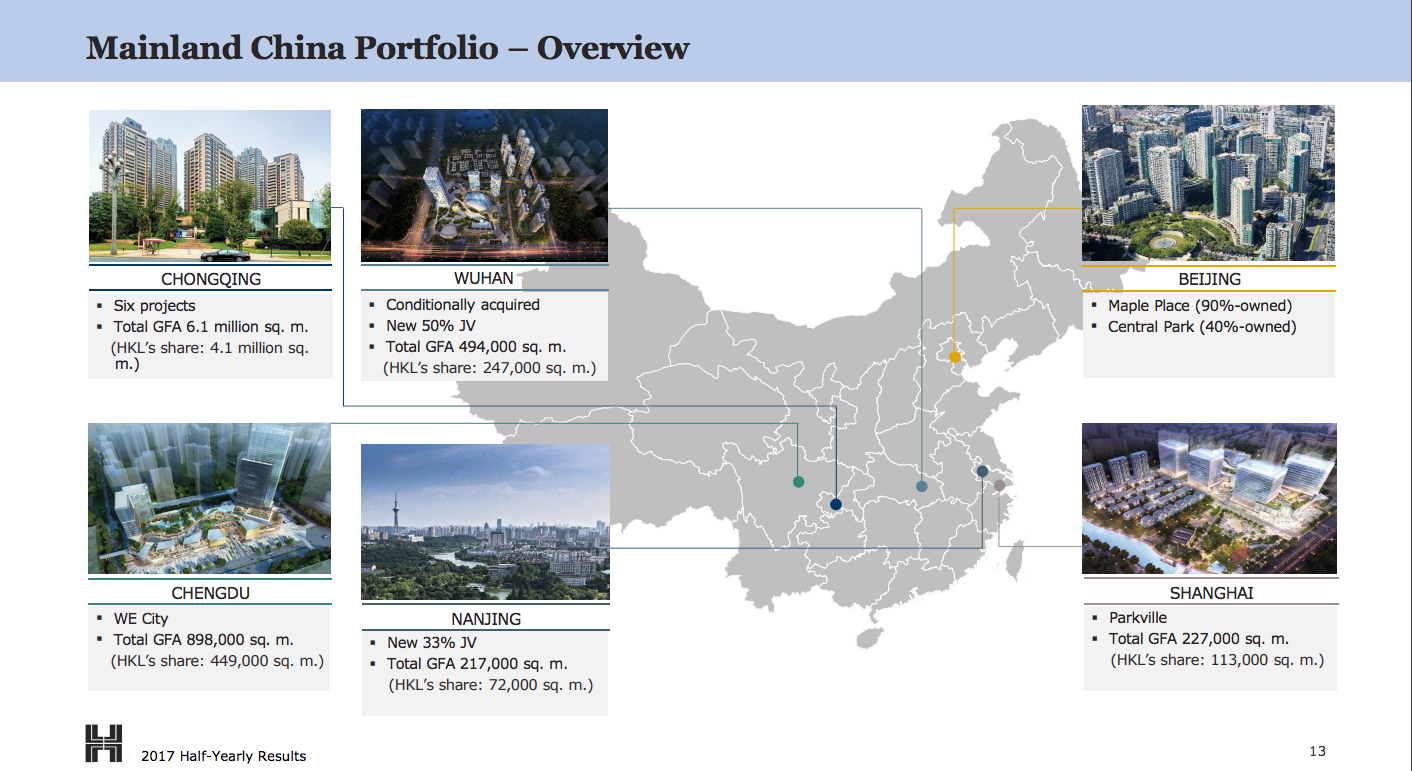 Mainland China Portfolio – Overview
CHONGQING
▪ Six projects
▪ Total GFA 6.1 million sq. m.
(HKL’s share: 4.1 million sq.
m.)
WUHAN
▪ Conditionally acquired
▪ New 50% JV
▪ Total GFA 494,000 sq. m.
(HKL’s share: 247,000 sq. m.)
BEIJING
▪ Maple Place (90%-owned)
▪ Central Park (40%-owned)
CHENGDU
▪ WE City
▪ Total GFA 898,000 sq. m.
(HKL’s share: 449,000 sq. m.)
NANJING
▪ New 33% JV
▪ Total GFA 217,000 sq. m.
(HKL’s share: 72,000 sq. m.)
SHANGHAI
▪ Parkville
▪ Total GFA 227,000 sq. m.
(HKL’s share: 113,000 sq. m.)
2017 Half-Yearly Results
13